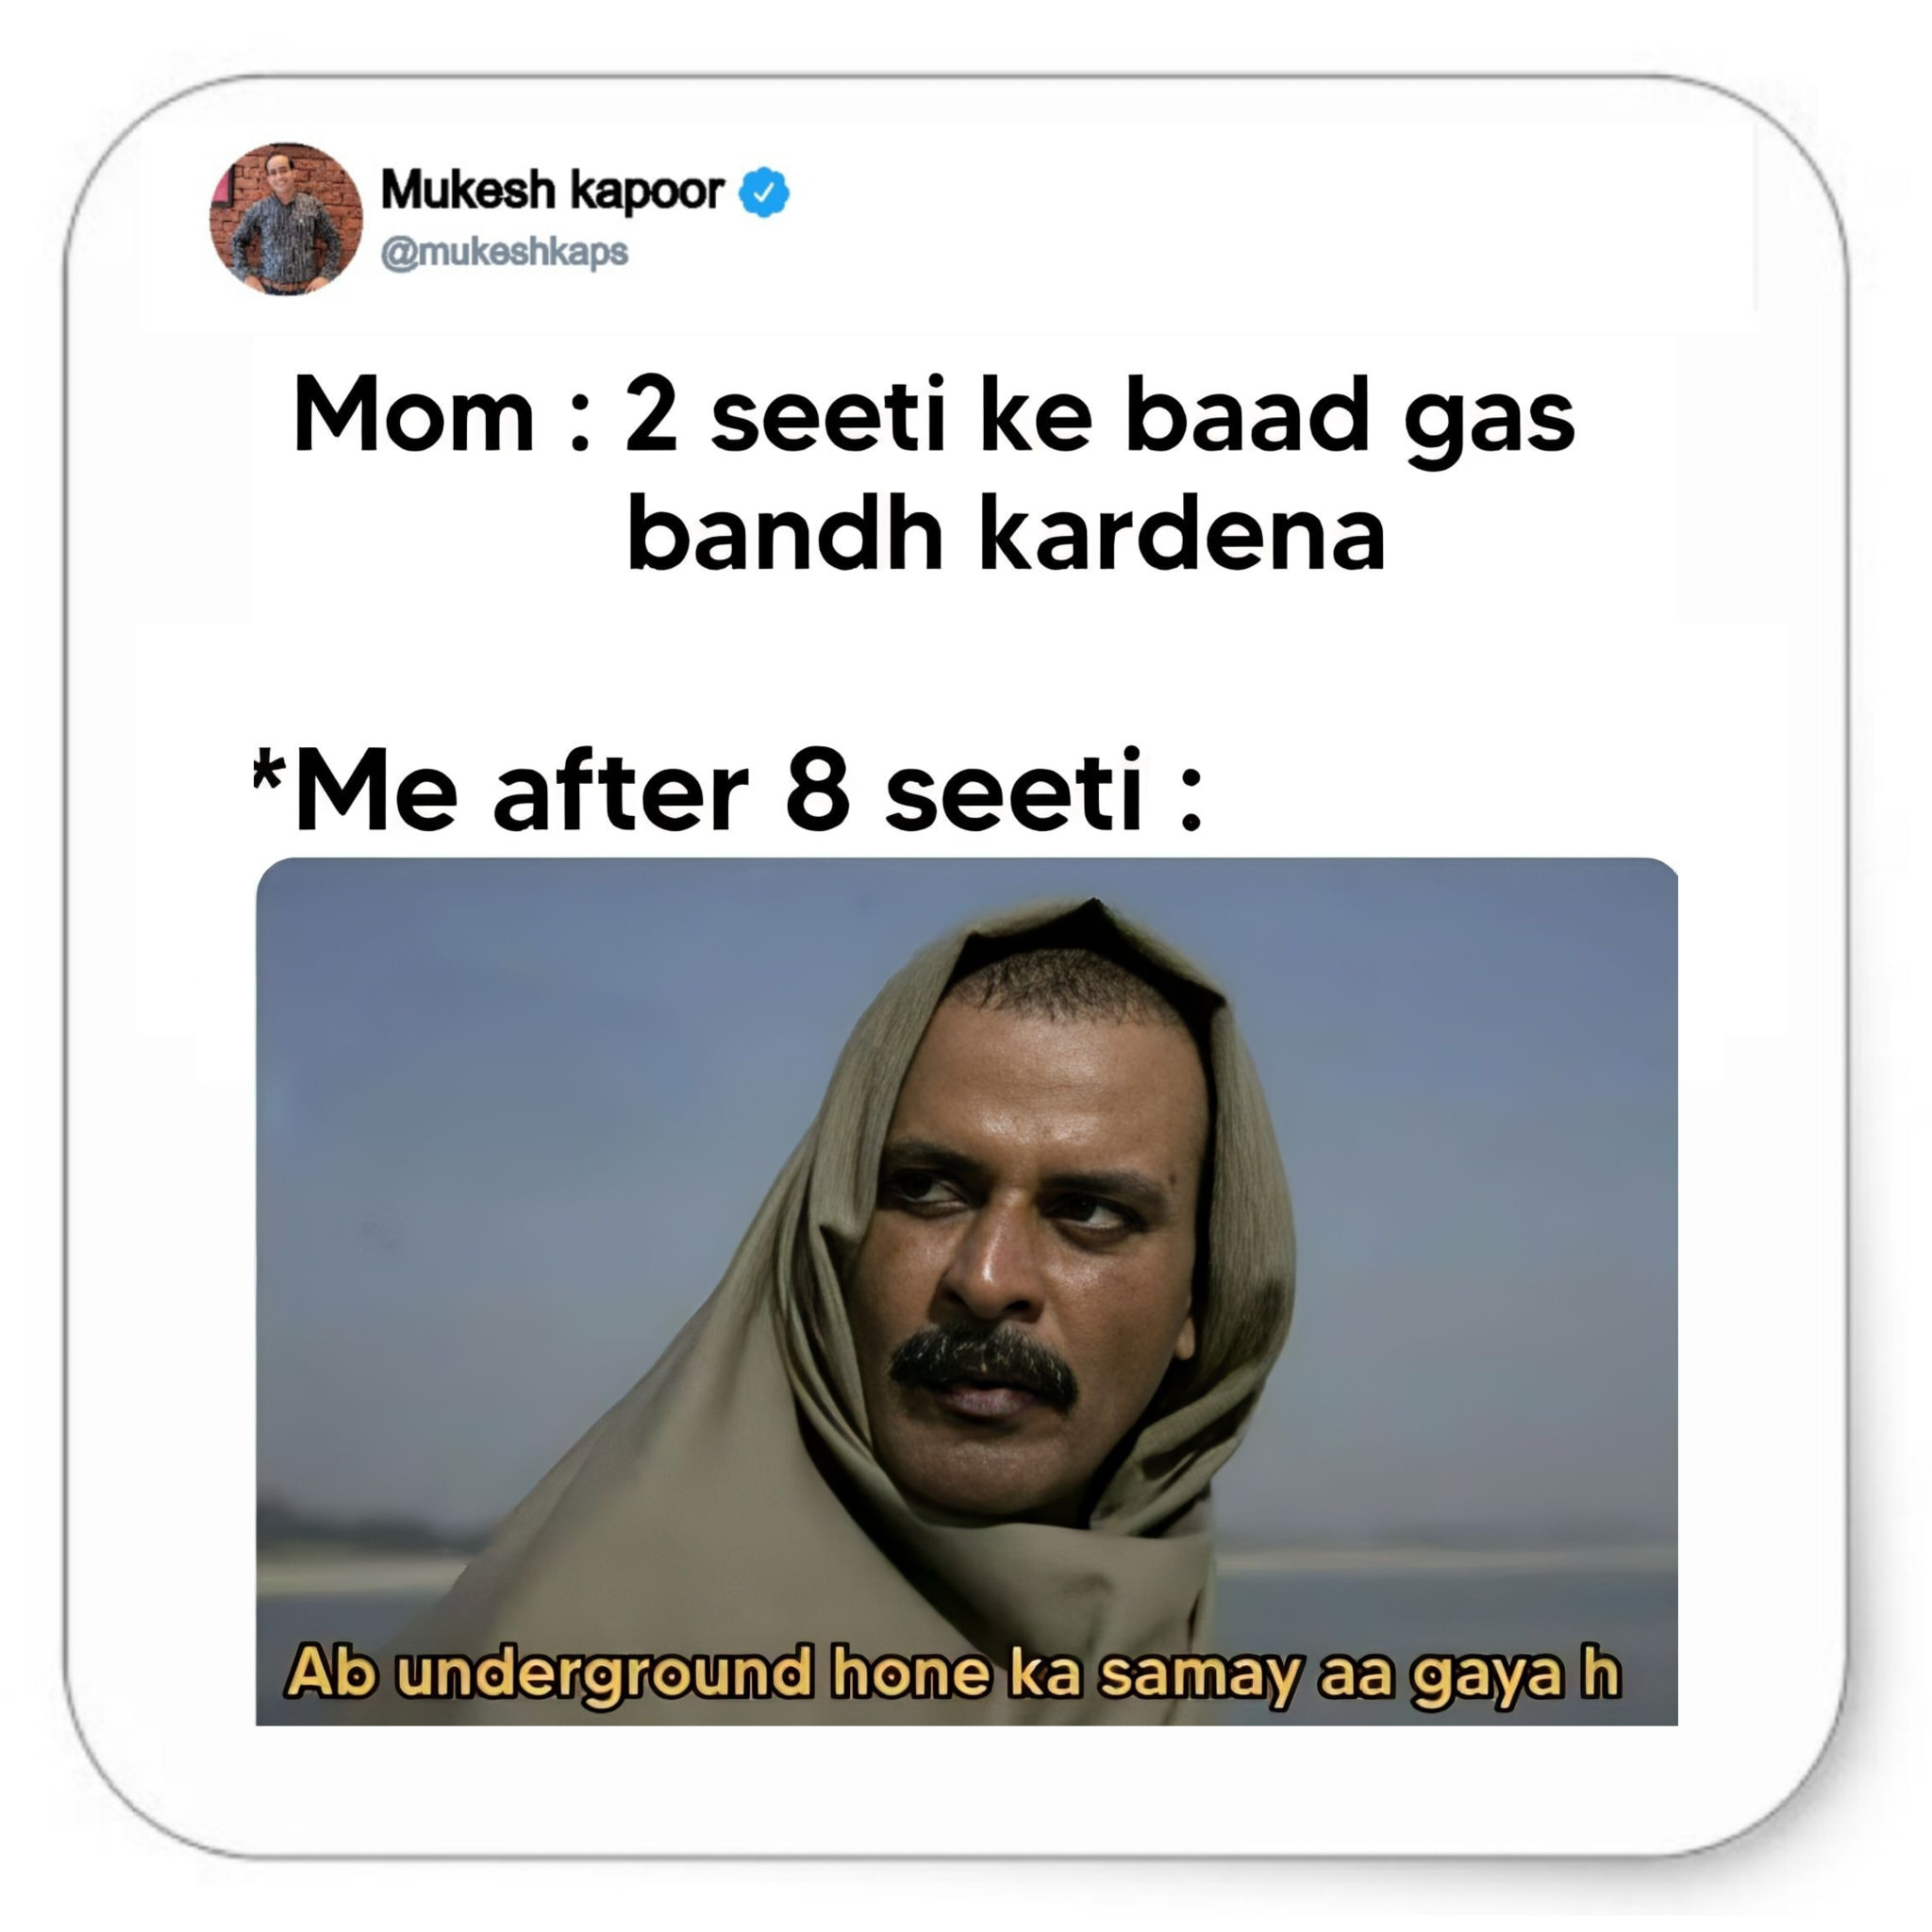 Mukesh kapoor
@mukeshkaps
Mom : 2 seeti ke baad gas
bandh kardena
*Me after 8 seeti :
Ab underground hone ka samay aa gaya h